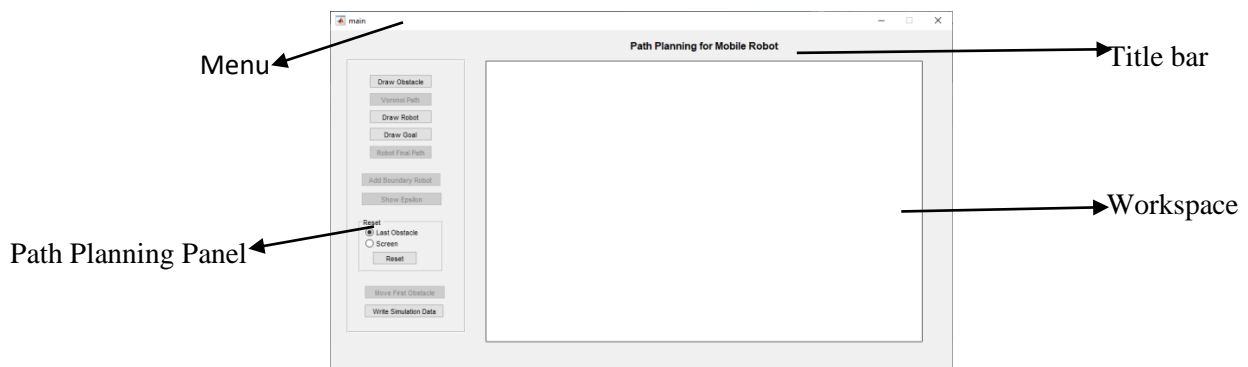 main
Path Planning for Mobile Robot
Title bar
Menu
Draw Obstacle
Voronoi Path
Draw Robot
Draw Goal
Robot Final Path
Add Boundary Robot
Show Epsilon
Workspace
Reset
Last Obstacle
Path Planning Panel
Screen
Reset
Move First Obstacle
Write Simulation Data